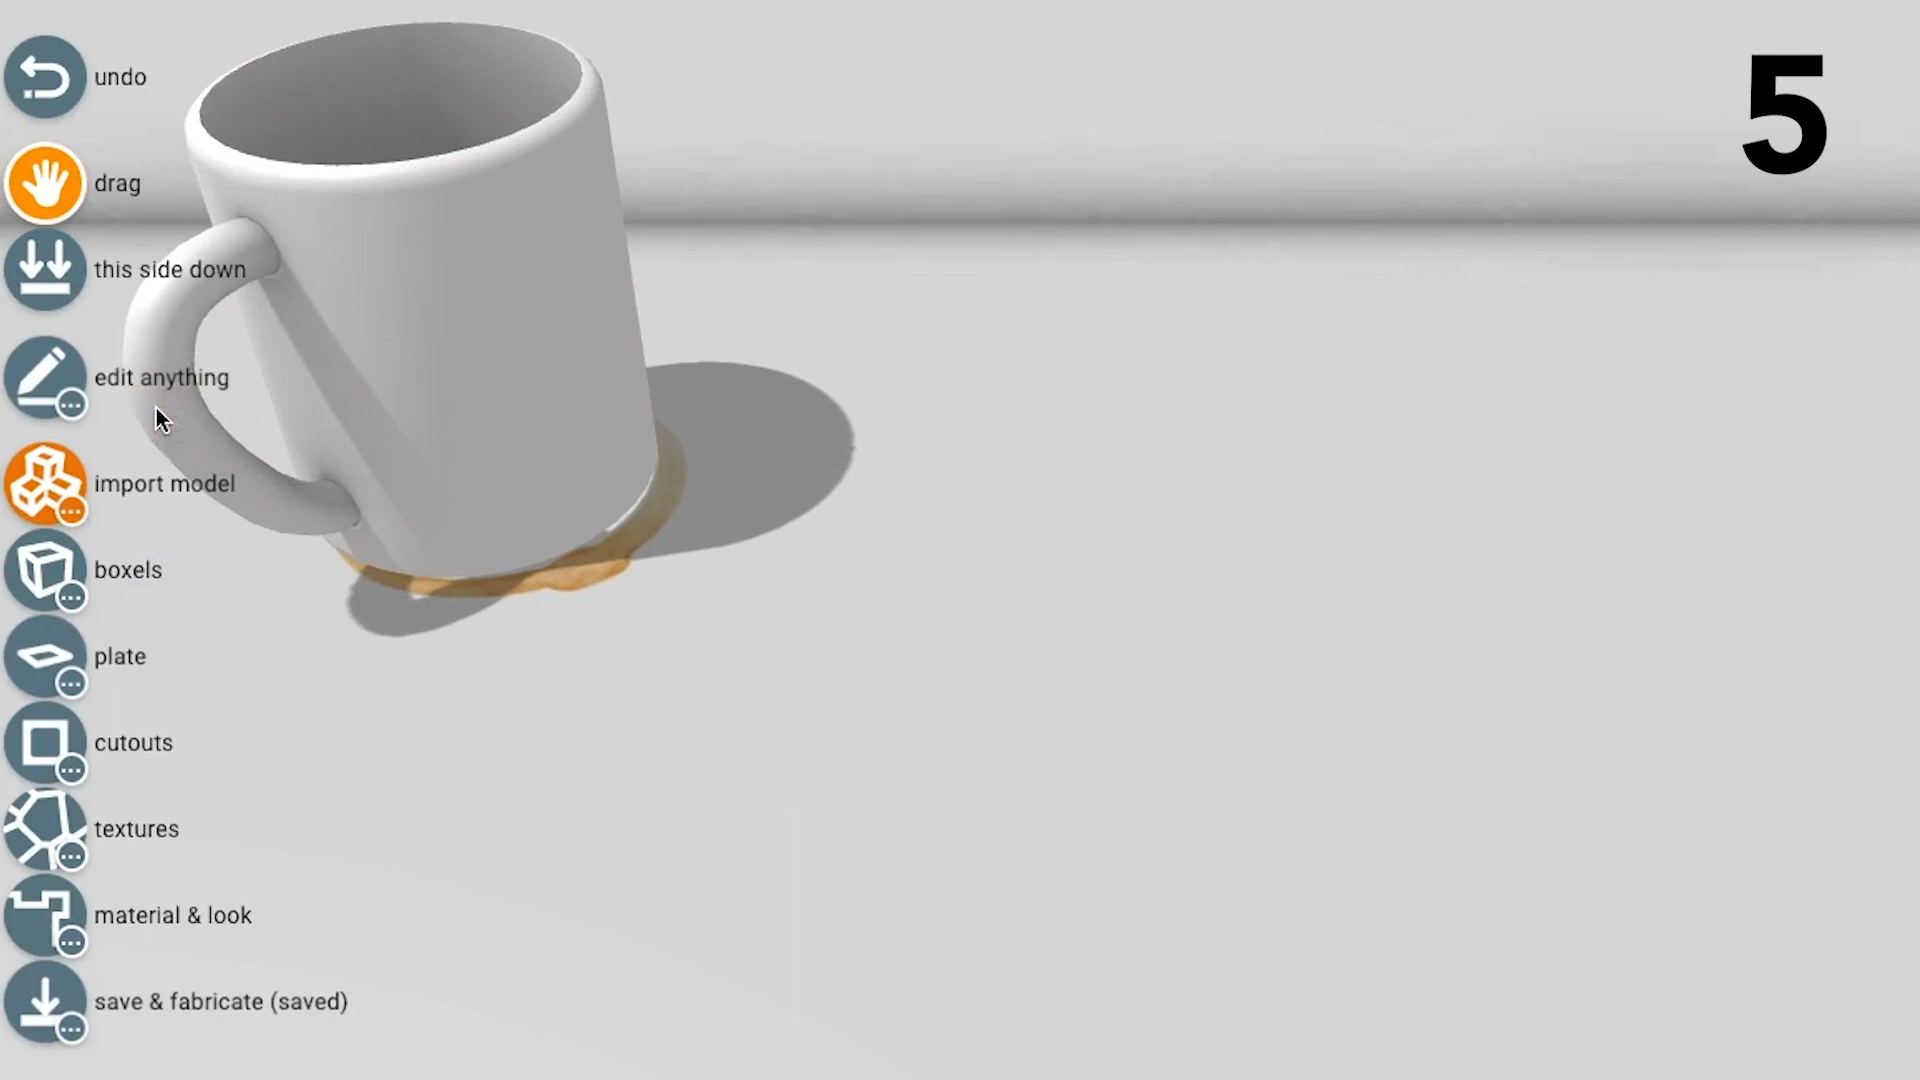 undo
5
drag
this side down
edit anything
import model
boxels
plate
cutouts
textures
material & look
save & fabricate (saved)